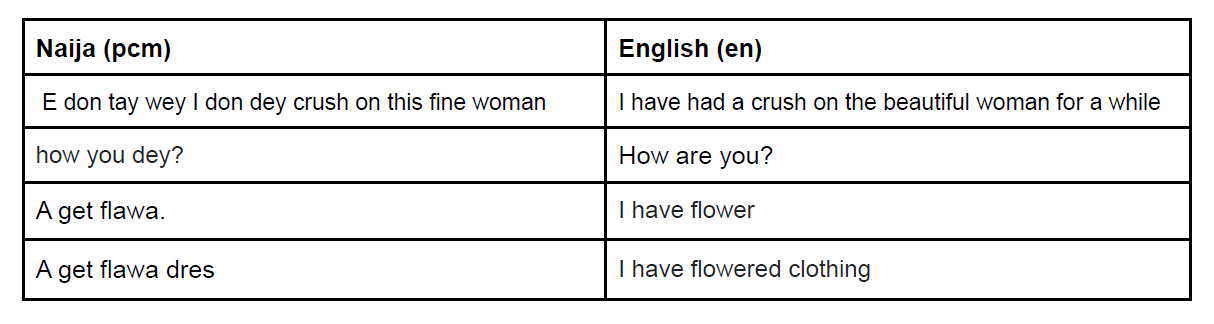 Naija (pcm) English (en)
E don tay wey I don dey crush on this fine woman I have had a crush on the beautiful woman for a while
how you dey? How are you?
A get flawa. I have flower
A get flawa dres I have flowered clothing